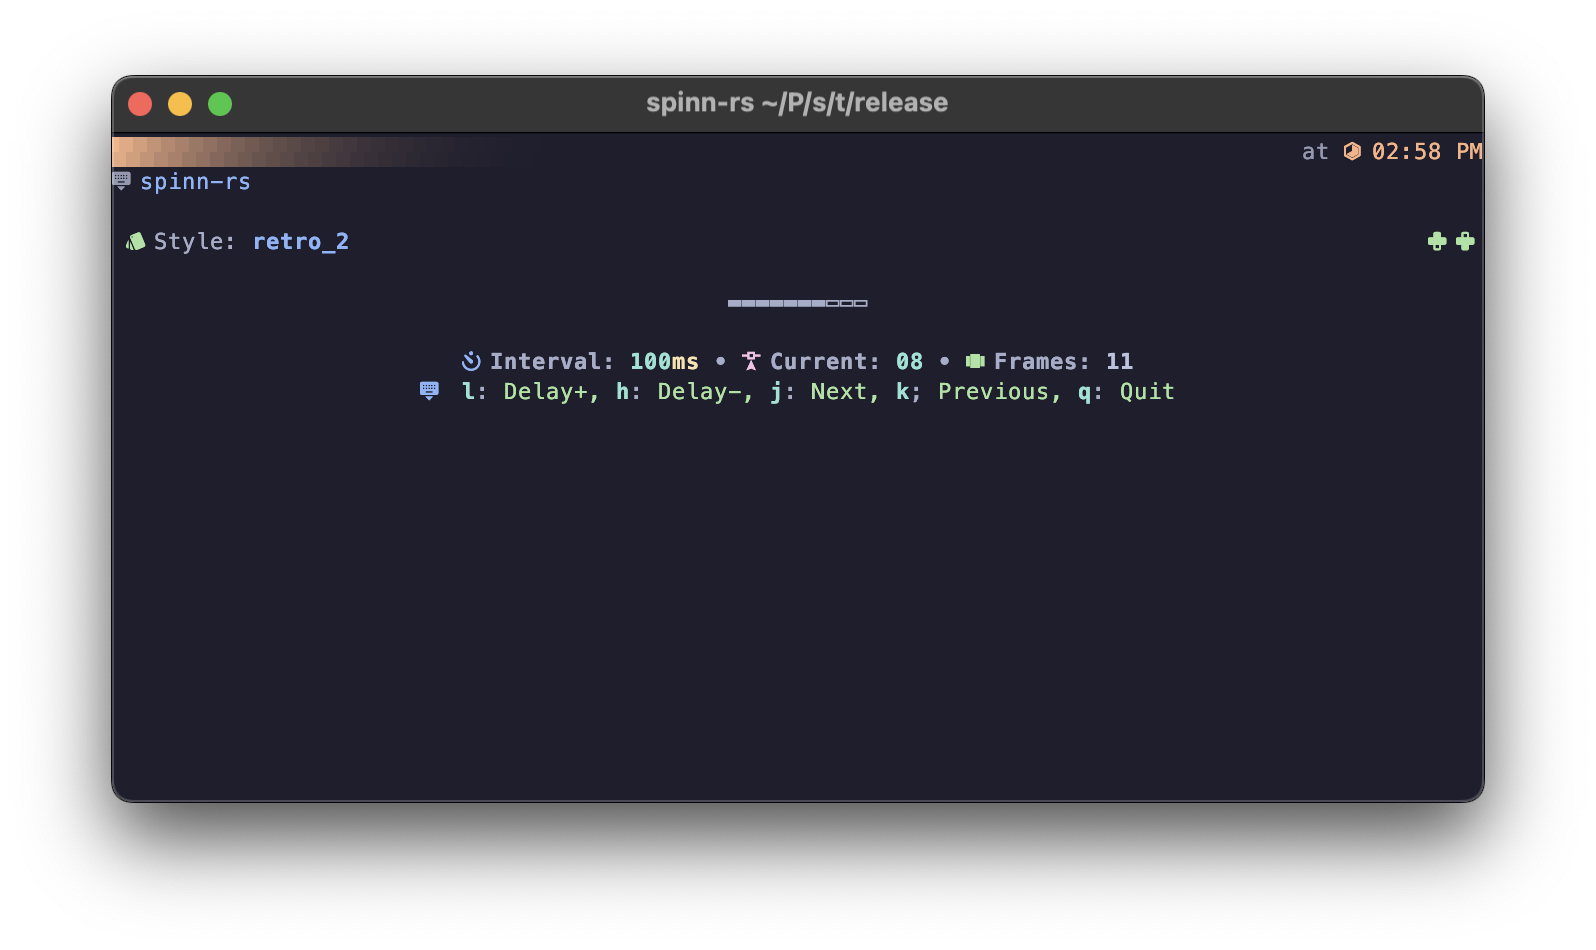 spinn-rs ~/P/s/t/release
at 02:58 PM
spinn-rs
Style: retro_2
Interval: 100ms • Current: 08 • Frames: 11
l: Delay+, h: Delay-, j: Next, k; Previous, q: Quit